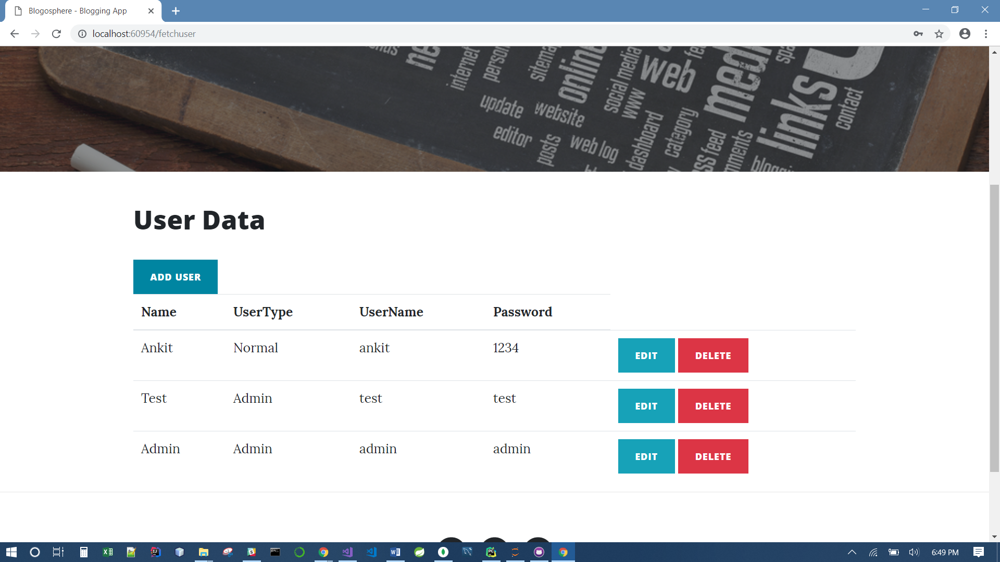 Blogosphere - Blogging App
localhost:60954/fetchuser
internet
sitemap
online
social media
www
web
update
website
editor
posts
web log
dashboard
category
links
contact
User Data
ADD USER
Name UserType UserName Password
Ankit Normal ankit 1234 EDIT DELETE
Test Admin test test EDIT DELETE
Admin Admin admin admin EDIT DELETE
6:49 PM